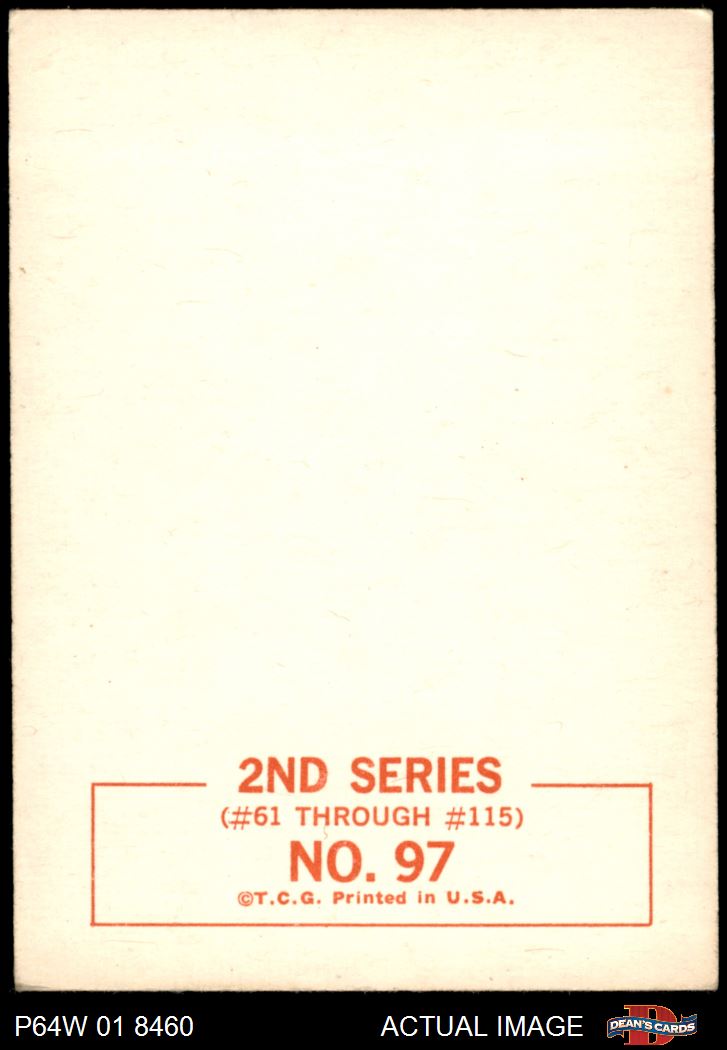 2ND SERIES
(#61 THROUGH #115)
NO. 97
©T.C.G. Printed in U.S.A.
P64W 01 8460
ACTUAL IMAGE
DEAN'S CARDS